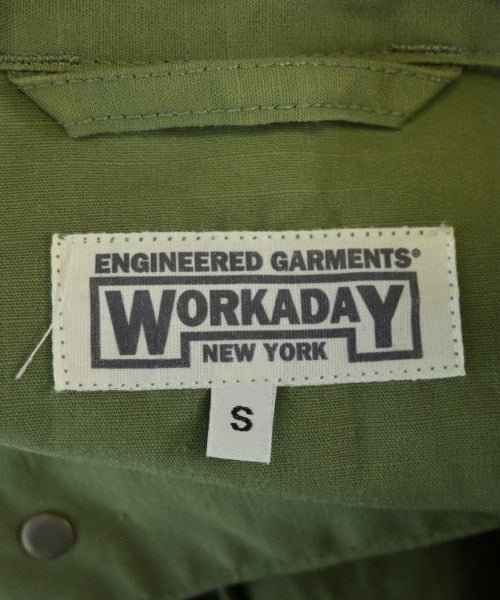 ENGINEERED GARMENTS®
WORKADAY
NEW YORK
S